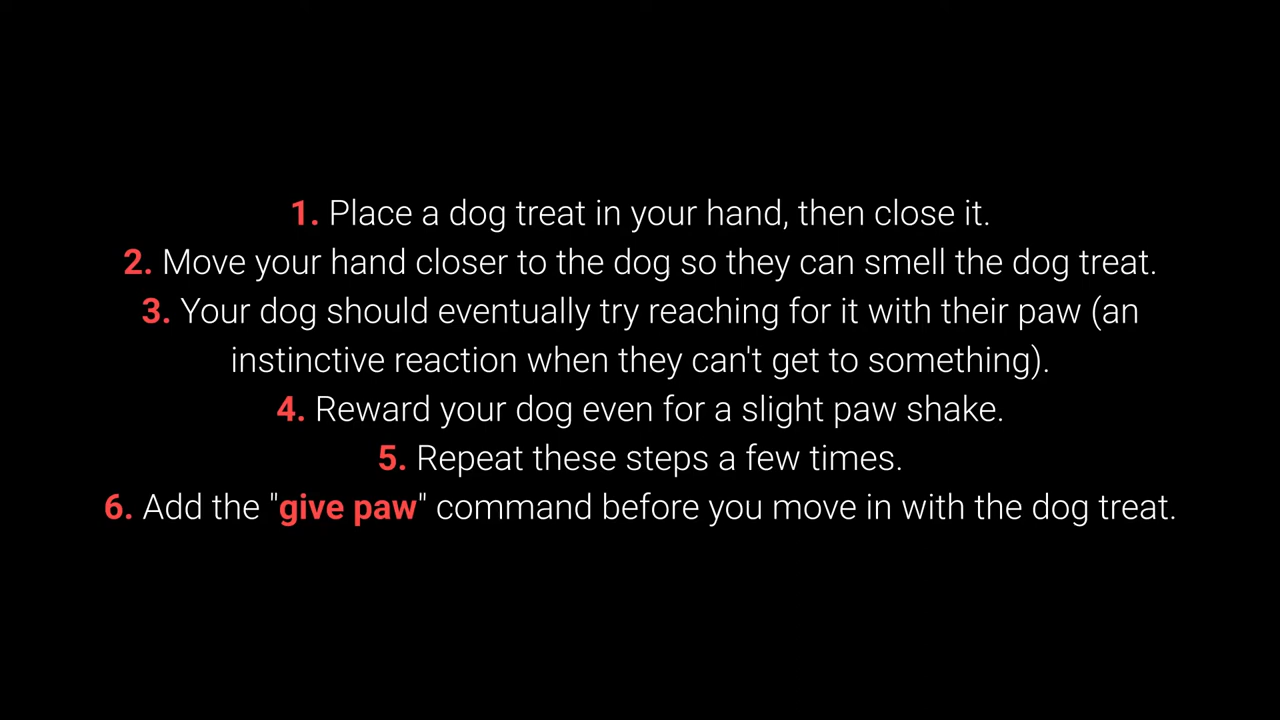 1. Place a dog treat in your hand, then close it.
2. Move your hand closer to the dog so they can smell the dog treat.
3. Your dog should eventually try reaching for it with their paw (an
instinctive reaction when they can't get to something).
4. Reward your dog even for a slight paw shake.
5. Repeat these steps a few times.
6. Add the "give paw" command before you move in with the dog treat.